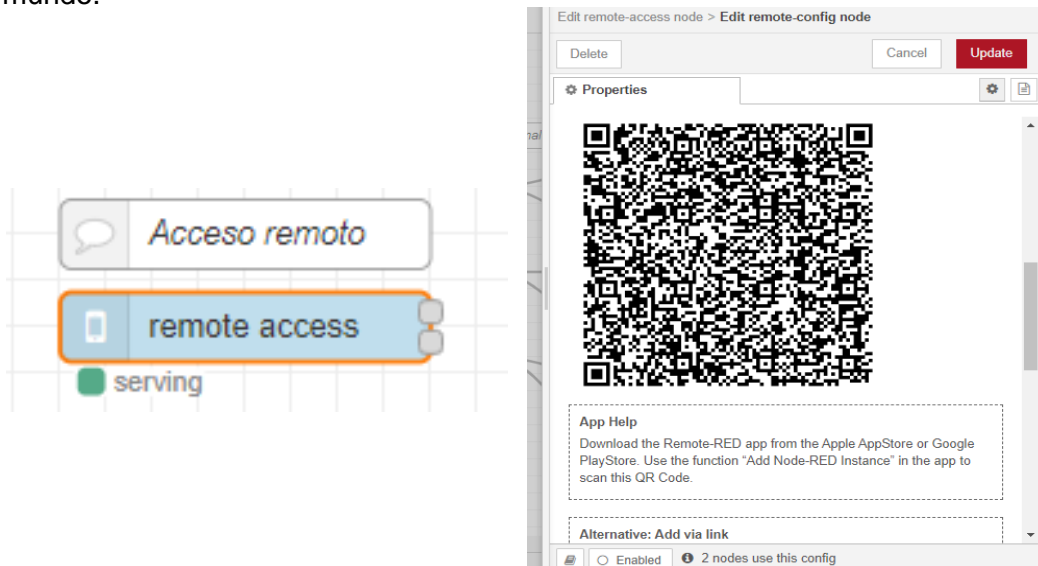 mundo.
Acceso remoto
remote access
serving
Edit remote-access node > Edit remote-config node
Delete
Cancel
Update
Properties
App Help
Download the Remote-RED app from the Apple AppStore or Google
PlayStore. Use the function “Add Node-RED Instance” in the app to
scan this QR Code.
Alternative: Add via link
Enabled
2 nodes use this config